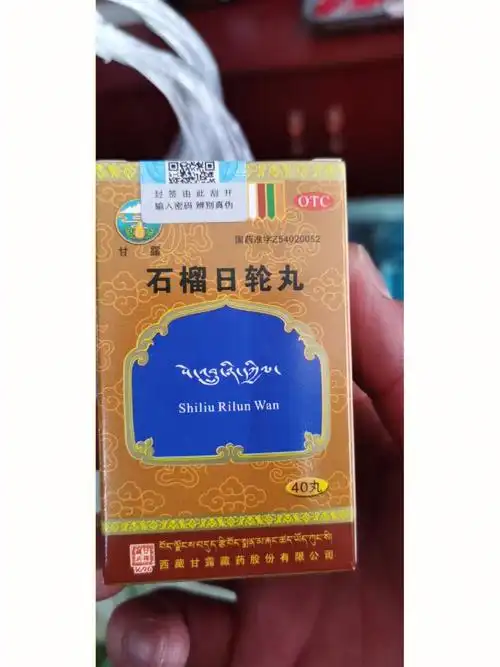 封签由此刮开
输入密码 辨别真伪
OTC
国药准字Z54020052
甘露
石榴日轮丸
Shiliu Rilun Wan
40丸
西藏甘露藏药股份有限公司